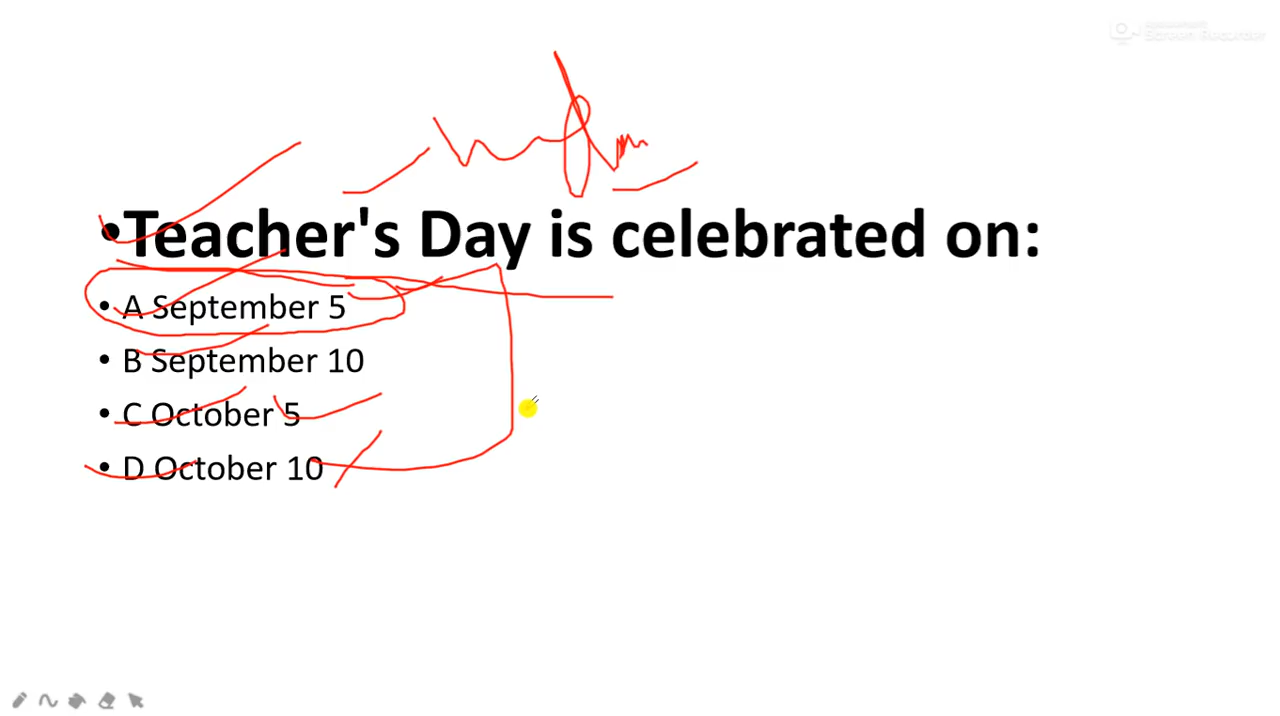 •Teacher's Day is celebrated on:
• A September 5
• B September 10
• C October 5
• D October 10